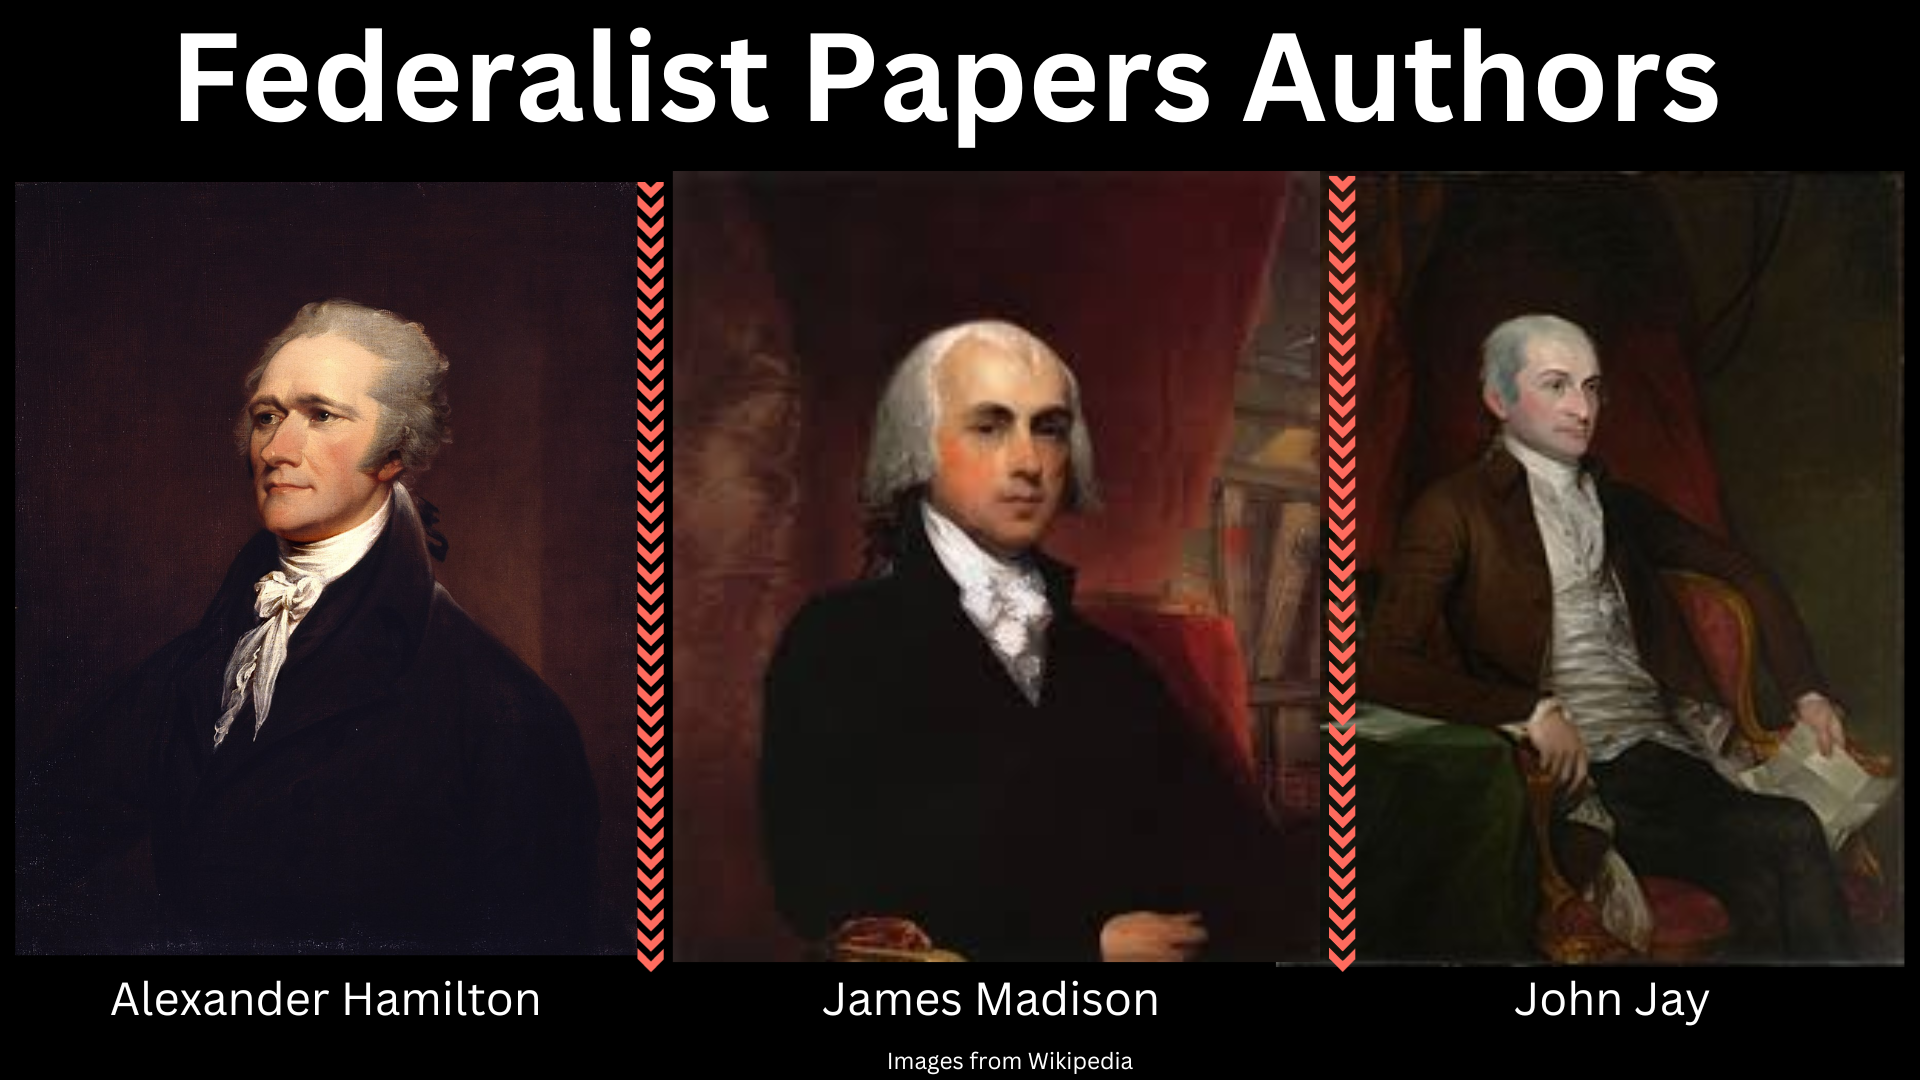 Federalist Papers Authors
Alexander Hamilton
James Madison
John Jay
Images from Wikipedia